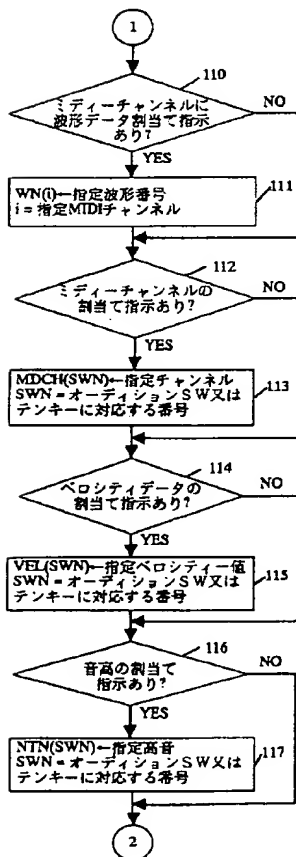 1
110
ミディーチャンネルに
波形データ割当て指示
あり?
NO
YES
WN(i)←指定波形番号
i = 指定MIDIチャンネル
111
112
ミディーチャンネルの
割当て指示あり?
NO
YES
MDCH(SWN)←指定チャンネル
SWN = オーディションSW又は
テンキーに対応する番号
113
114
ベロシティデータの
割当て指示あり?
NO
YES
VEL(SWN)←指定ベロシティー値
SWN = オーディションSW又は
テンキーに対応する番号
115
116
音高の割当て
指示あり?
NO
YES
NTN(SWN)←指定高音
SWN = オーディションSW又は
テンキーに対応する番号
117
2